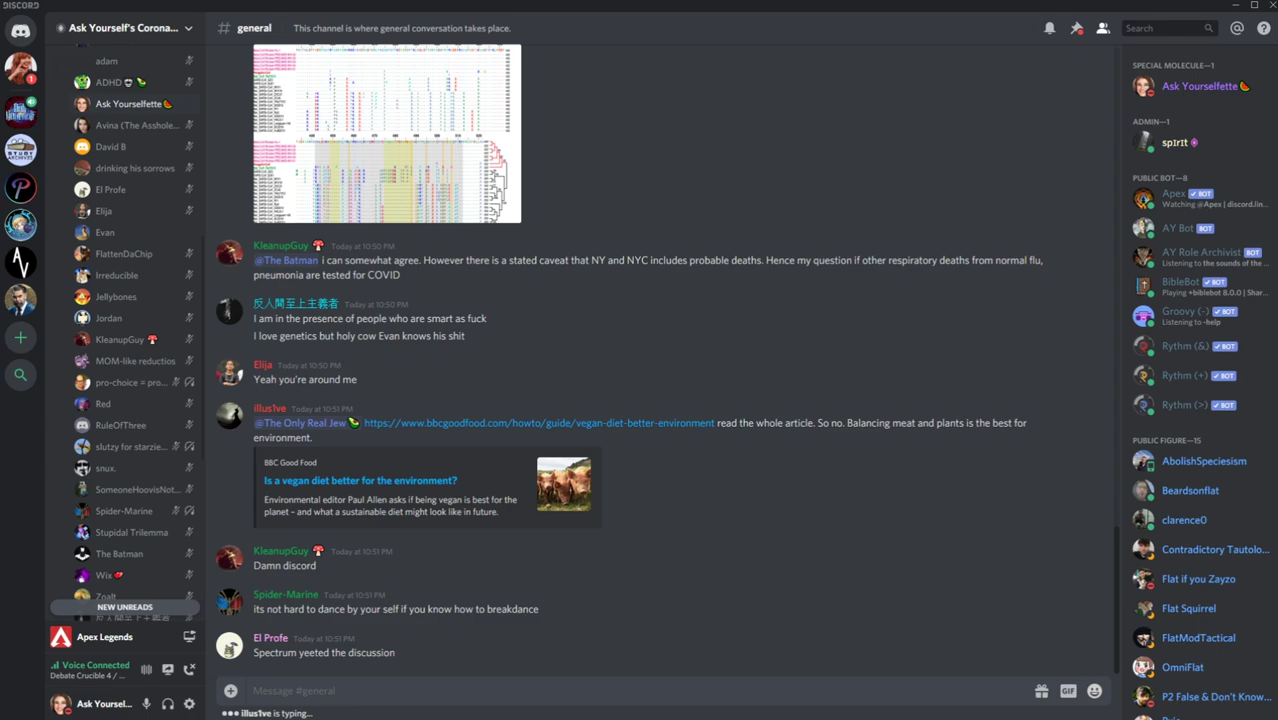 DISCORD
Ask Yourself's Corona...
# general
This channel is where general conversation takes place.
Search
adam
ADHD
Ask Yourselfette
Avina (The Asshole...
David B
drinking his sorrows
El Profe
Elija
Evan
FlattenDaChip
Irreducible
Jellybones
Jordan
KleanupGuy
MOM-like reductio
pro-choice = pro...
Red
RuleOfThree
slutzy for starzie...
snux.
SomeoneHoovisNot...
Spider-Marine
Stupidal Trilemma
The Batman
Wix
Zoalt
NEW UNREADS
反人間至上主義者
Apex Legends
Voice Connected
Debate Crucible 4 / ...
Ask Yoursel...
KleanupGuy Today at 10:50 PM
@The Batman i can somewhat agree. However there is a stated caveat that NY and NYC includes probable deaths. Hence my question if other respiratory deaths from normal flu,
pneumonia are tested for COVID
反人間至上主義者 Today at 10:50 PM
I am in the presence of people who are smart as fuck
I love genetics but holy cow Evan knows his shit
Elija Today at 10:50 PM
Yeah you're around me
illus1ve Today at 10:51 PM
@The Only Real Jew https://www.bbcgoodfood.com/howto/guide/vegan-diet-better-environment read the whole article. So no. Balancing meat and plants is the best for
environment.
BBC Good Food
Is a vegan diet better for the environment?
Environmental editor Paul Allen asks if being vegan is best for the
planet – and what a sustainable diet might look like in future.
KleanupGuy Today at 10:51 PM
Damn discord
Spider-Marine Today at 10:51 PM
its not hard to dance by your self if you know how to breakdance
El Profe Today at 10:51 PM
Spectrum yeeted the discussion
Message #general
GIF
illus1ve is typing...
SPECIAL MOLECULE—1
Ask Yourselfette
ADMIN—1
sp1r1t
PUBLIC BOT—8
Apex BOT
Watching @Apex | discord.lin...
AY Bot BOT
AY Role Archivist BOT
Listening to the sounds of the ...
BibleBot BOT
Playing +biblebot 8.0.0 | Shar...
Groovy (-) BOT
Listening to -help
Rythm (&) BOT
Rythm (+) BOT
Rythm (>) BOT
PUBLIC FIGURE—15
AbolishSpeciesism
Beardsonflat
clarence0
Contradictory Tautolo...
Flat if you Zayzo
Flat Squirrel
FlatModTactical
OmniFlat
P2 False & Don't Know...